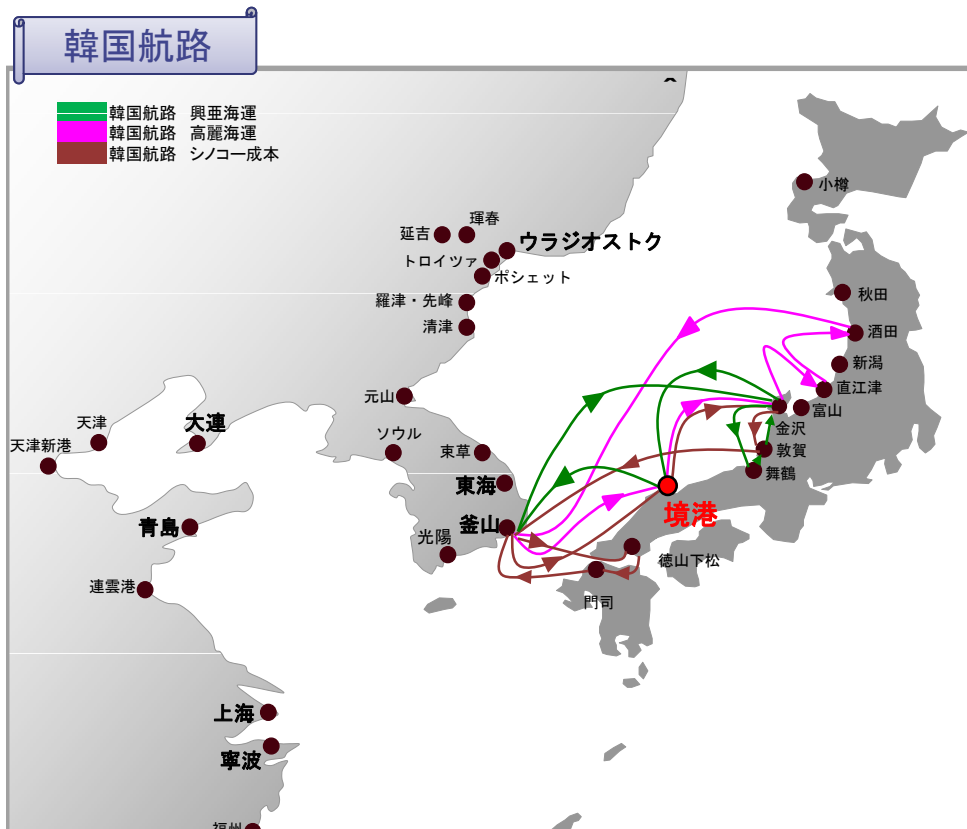 韓国航路
韓国航路 興亜海運
韓国航路 高麗海運
韓国航路 シノコー成本
小樽
琿春
延吉
ウラジオストク
トロイツァ
ポシェット
秋田
羅津・先峰
清津
酒田
新潟
直江津
元山
富山
天津
大連
金沢
ソウル
天津新港
東草
敦賀
舞鶴
東海
境港
青島
釜山
光陽
徳山下松
連雲港
門司
上海
寧波
福州